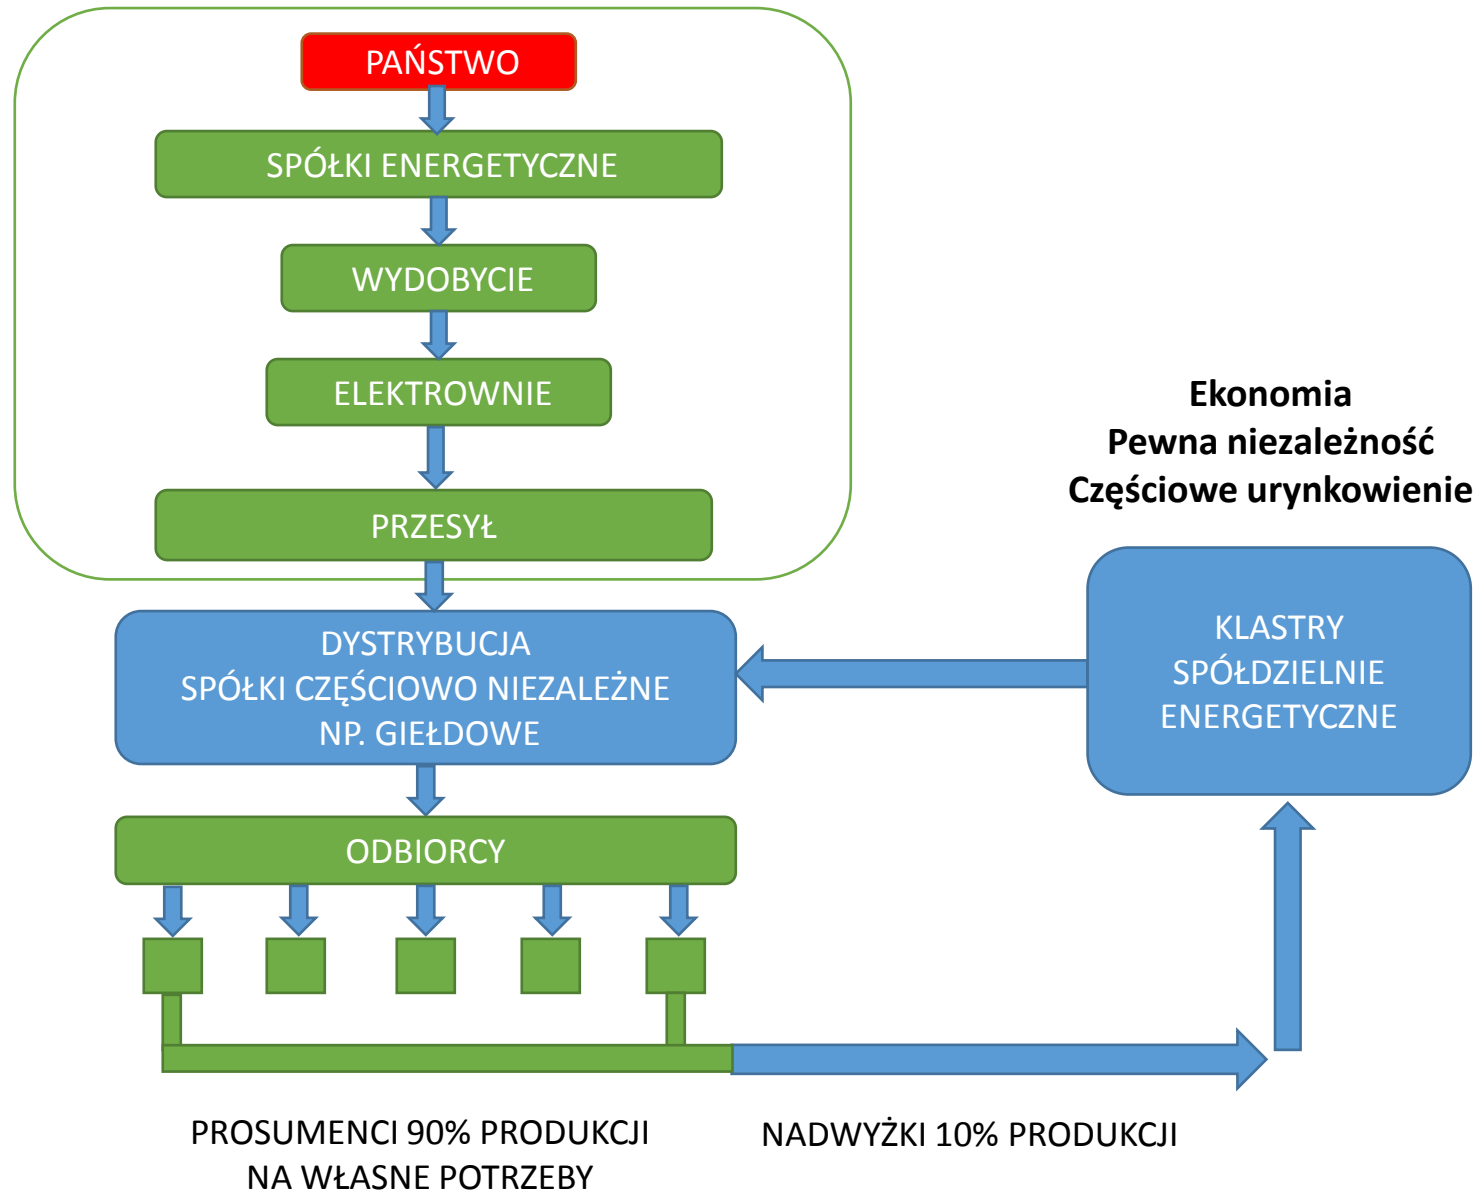 PAŃSTWO
SPÓŁKI ENERGETYCZNE
WYDOBYCIE
ELEKTROWNIE
PRZESYŁ
DYSTRYBUCJA
SPÓŁKI CZĘŚCIOWO NIEZALEŻNE
NP. GIEŁDOWE
ODBIORCY
Ekonomia
Pewna niezależność
Częściowe urynkowienie
KLASTRY
SPÓŁDZIELNIE
ENERGETYCZNE
PROSUMENCI 90% PRODUKCJI
NA WŁASNE POTRZEBY
NADWYŻKI 10% PRODUKCJI